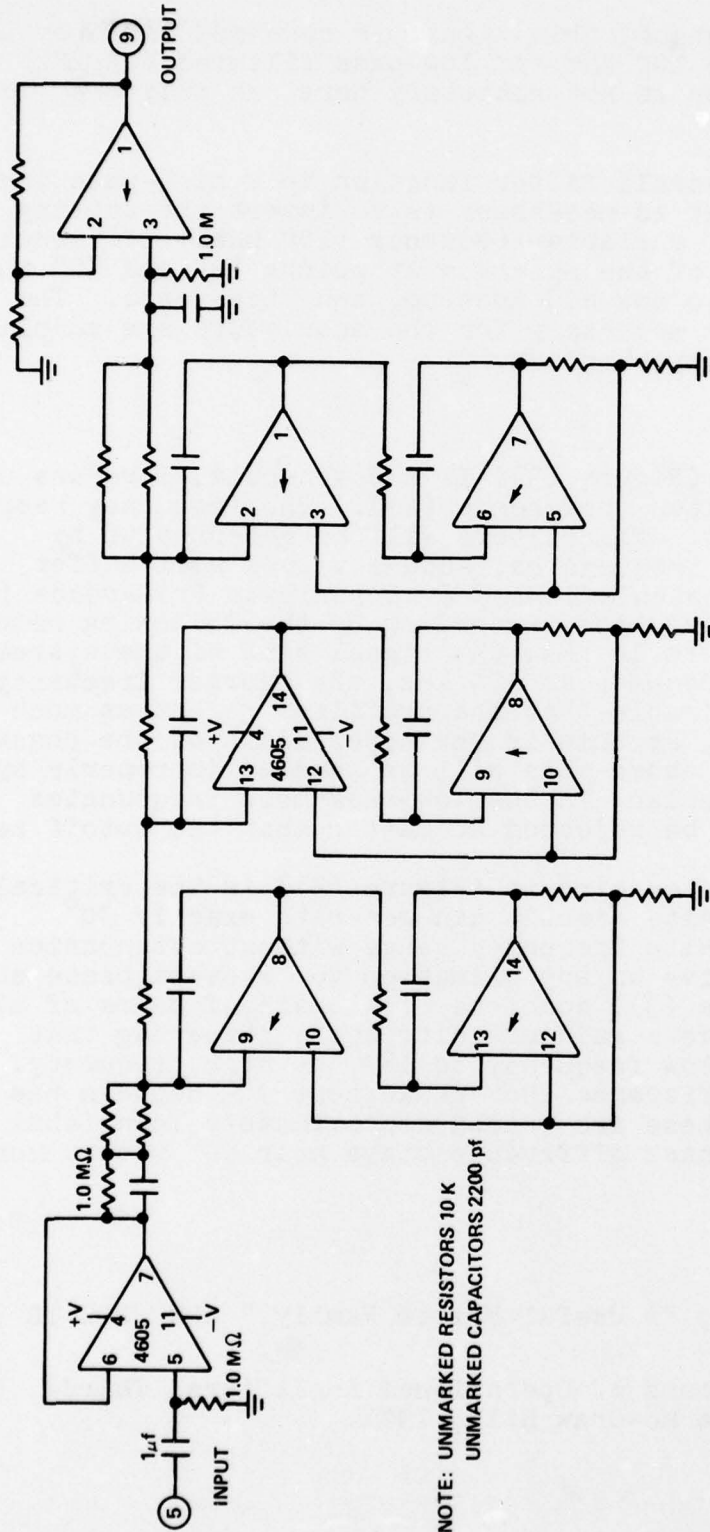 5
INPUT
1μf
1.0 MΩ
+V
4
6
4605
7
5
11
−V
1.0 MΩ
9
8
10
13
14
12
+V
4
13
14
4605
11
12
−V
9
8
10
2
1
3
6
7
5
1.0 M
2
1
3
9
OUTPUT
NOTE: UNMARKED RESISTORS 10 K
UNMARKED CAPACITORS 2200 pf